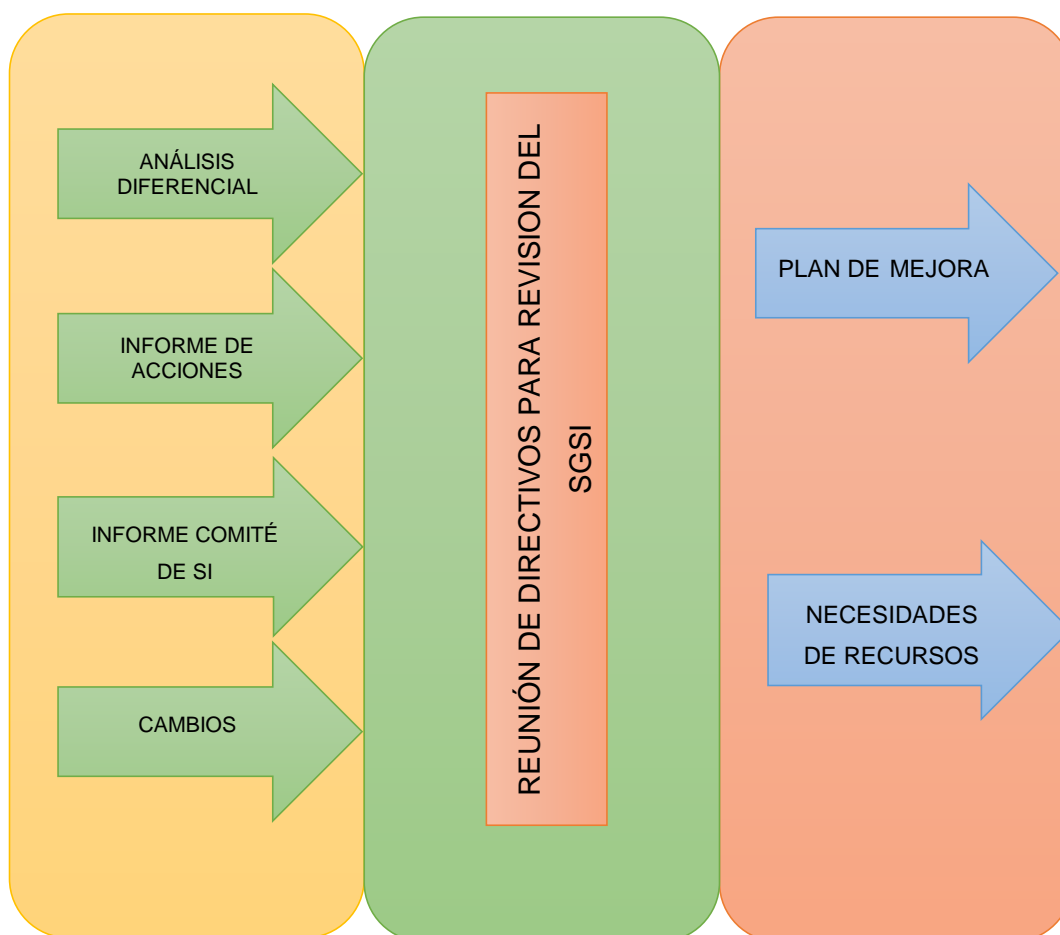 ANÁLISIS
DIFERENCIAL
INFORME DE
ACCIONES
INFORME COMITÉ
DE SI
CAMBIOS
REUNIÓN DE DIRECTIVOS PARA REVISION DEL
SGSI
PLAN DE MEJORA
NECESIDADES
DE RECURSOS